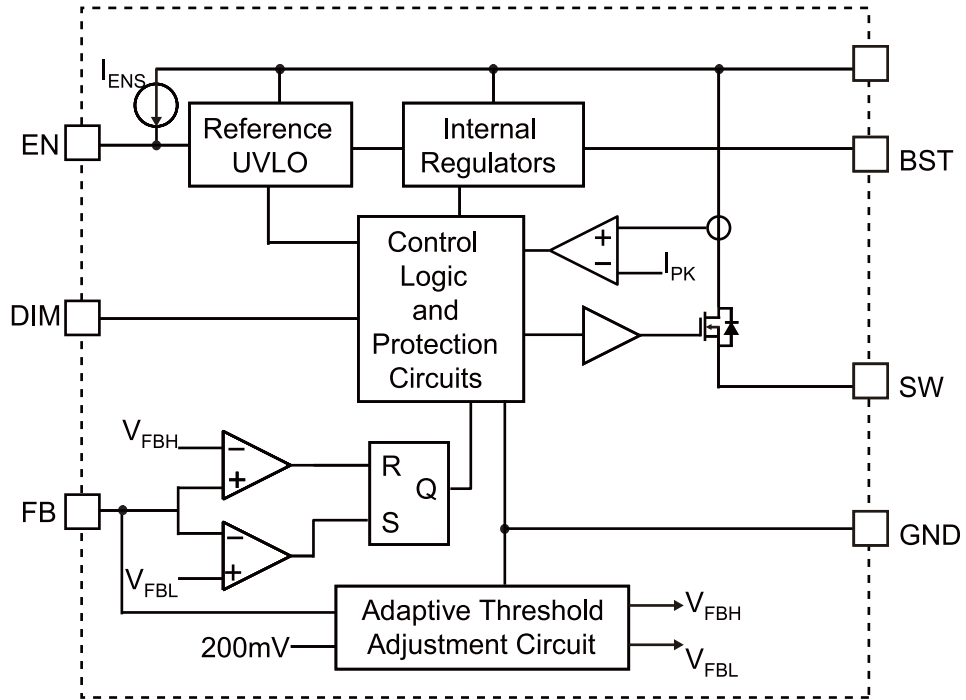 I_ENS
EN
Reference
UVLO
Internal
Regulators
BST
Control
Logic
and
Protection
Circuits
+
−
I_PK
DIM
SW
V_FBH
−
+
R
Q
S
FB
−
+
V_FBL
GND
Adaptive Threshold
Adjustment Circuit
200mV
V_FBH
V_FBL